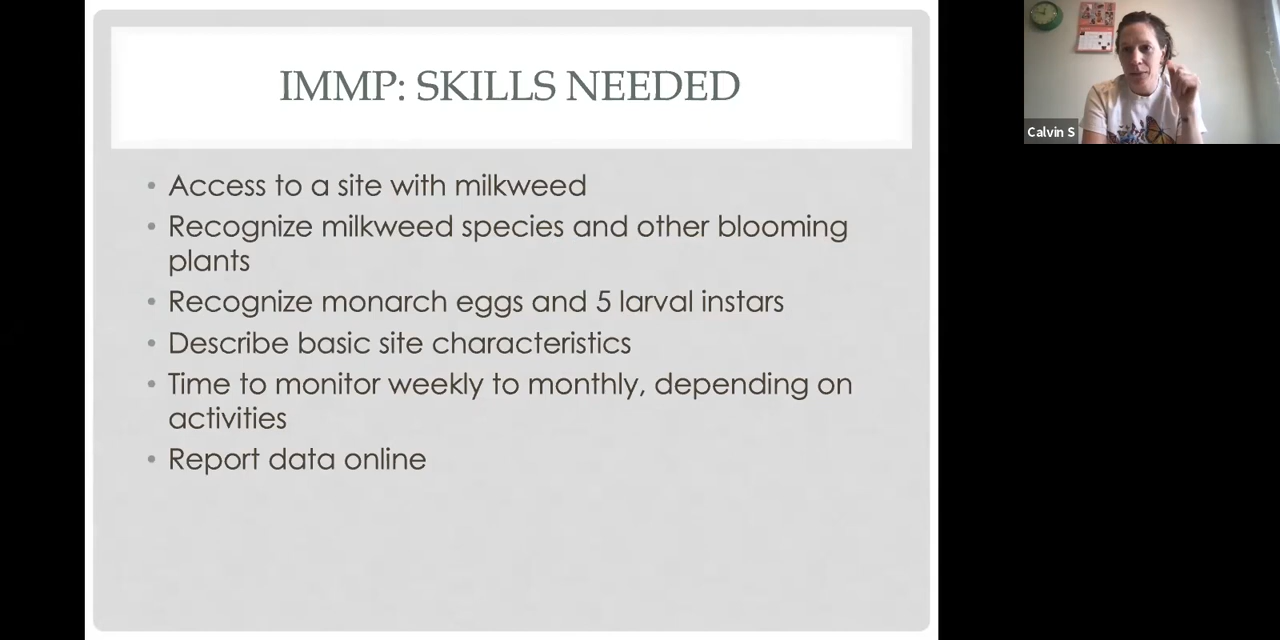 IMMP: SKILLS NEEDED
• Access to a site with milkweed
• Recognize milkweed species and other blooming
plants
• Recognize monarch eggs and 5 larval instars
• Describe basic site characteristics
• Time to monitor weekly to monthly, depending on
activities
• Report data online
Calvin S